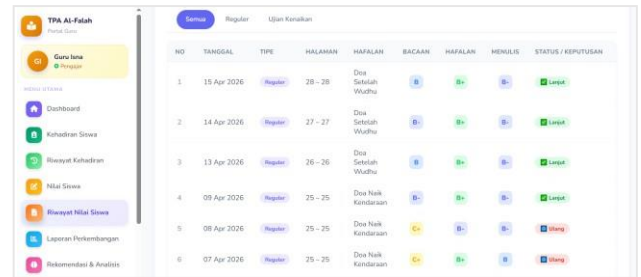 TPA Al-Falah
Portal Guru
GI
Guru Isna
Pengajar
MENU UTAMA
Dashboard
Kehadiran Siswa
Riwayat Kehadiran
Nilai Siswa
Riwayat Nilai Siswa
Laporan Perkembangan
Rekomendasi & Analisis
Semua Reguler Ujian Kenaikan
NO TANGGAL TIPE HALAMAN HAFALAN BACAAN HAFALAN MENULIS STATUS / KEPUTUSAN
1 15 Apr 2026 Reguler 28 – 28 Doa Setelah Wudhu B B+ B- Lanjut
2 14 Apr 2026 Reguler 27 – 27 Doa Setelah Wudhu B- B+ B- Lanjut
3 13 Apr 2026 Reguler 26 – 26 Doa Setelah Wudhu B B+ B- Lanjut
4 09 Apr 2026 Reguler 25 – 25 Doa Naik Kendaraan B- B+ B- Lanjut
5 08 Apr 2026 Reguler 25 – 25 Doa Naik Kendaraan C+ B- B- Ulang
6 07 Apr 2026 Reguler 25 – 25 Doa Naik Kendaraan C+ B+ B Ulang